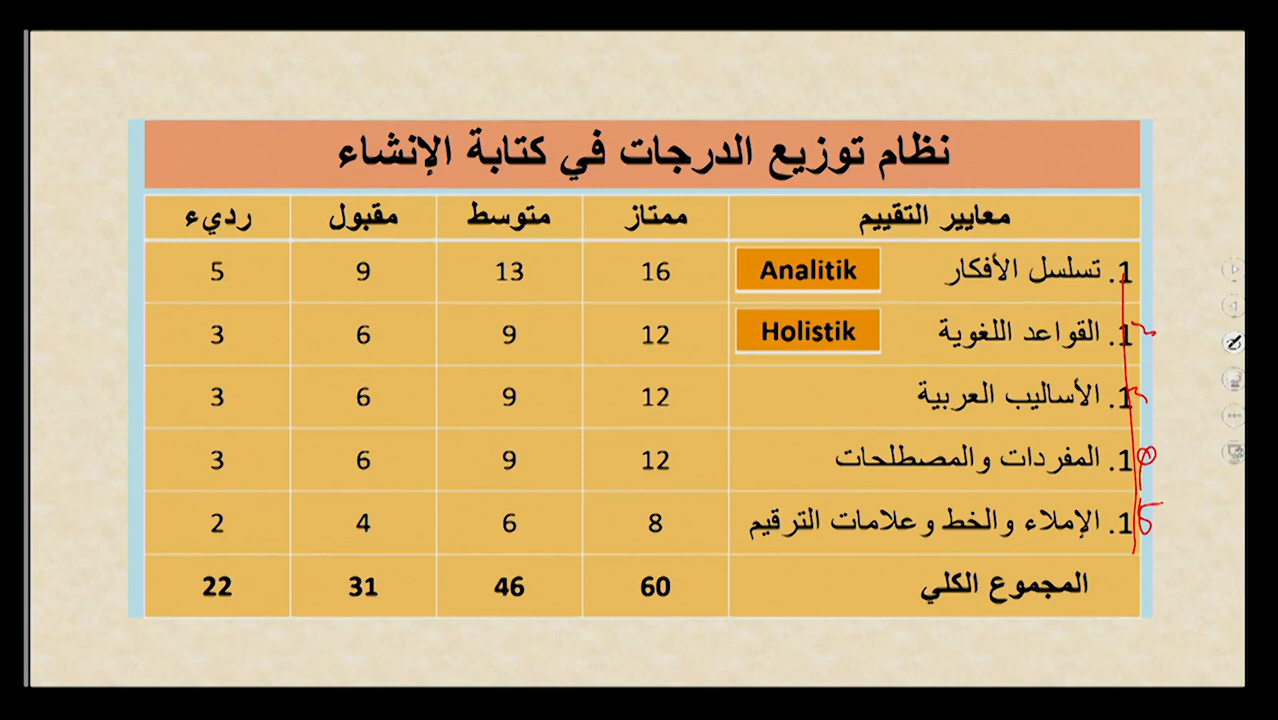 نظام توزيع الدرجات في كتابة الإنشاء
معايير التقييم ممتاز متوسط مقبول رديء
1. تسلسل الأفكار Analitik 16 13 9 5
1. القواعد اللغوية Holistik 12 9 6 3
1. الأساليب العربية 12 9 6 3
1. المفردات والمصطلحات 12 9 6 3
1. الإملاء والخط وعلامات الترقيم 8 6 4 2
المجموع الكلي 60 46 31 22